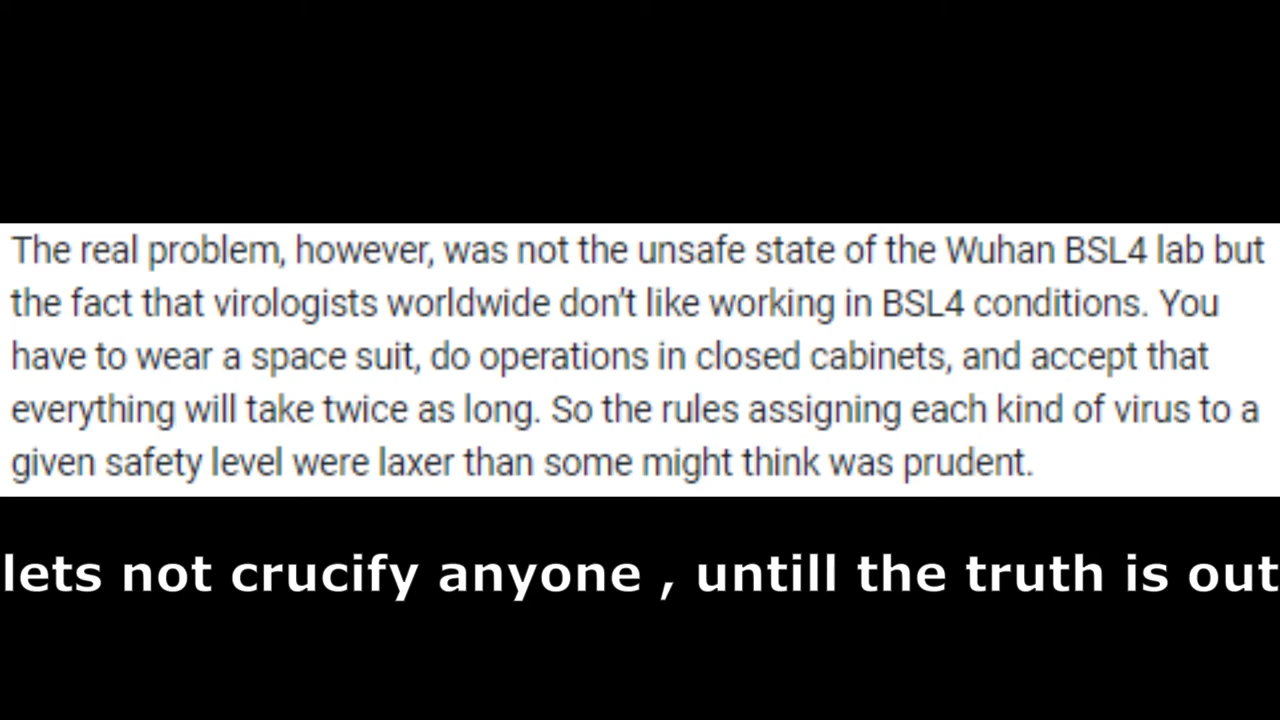 The real problem, however, was not the unsafe state of the Wuhan BSL4 lab but
the fact that virologists worldwide don't like working in BSL4 conditions. You
have to wear a space suit, do operations in closed cabinets, and accept that
everything will take twice as long. So the rules assigning each kind of virus to a
given safety level were laxer than some might think was prudent.
lets not crucify anyone , untill the truth is out